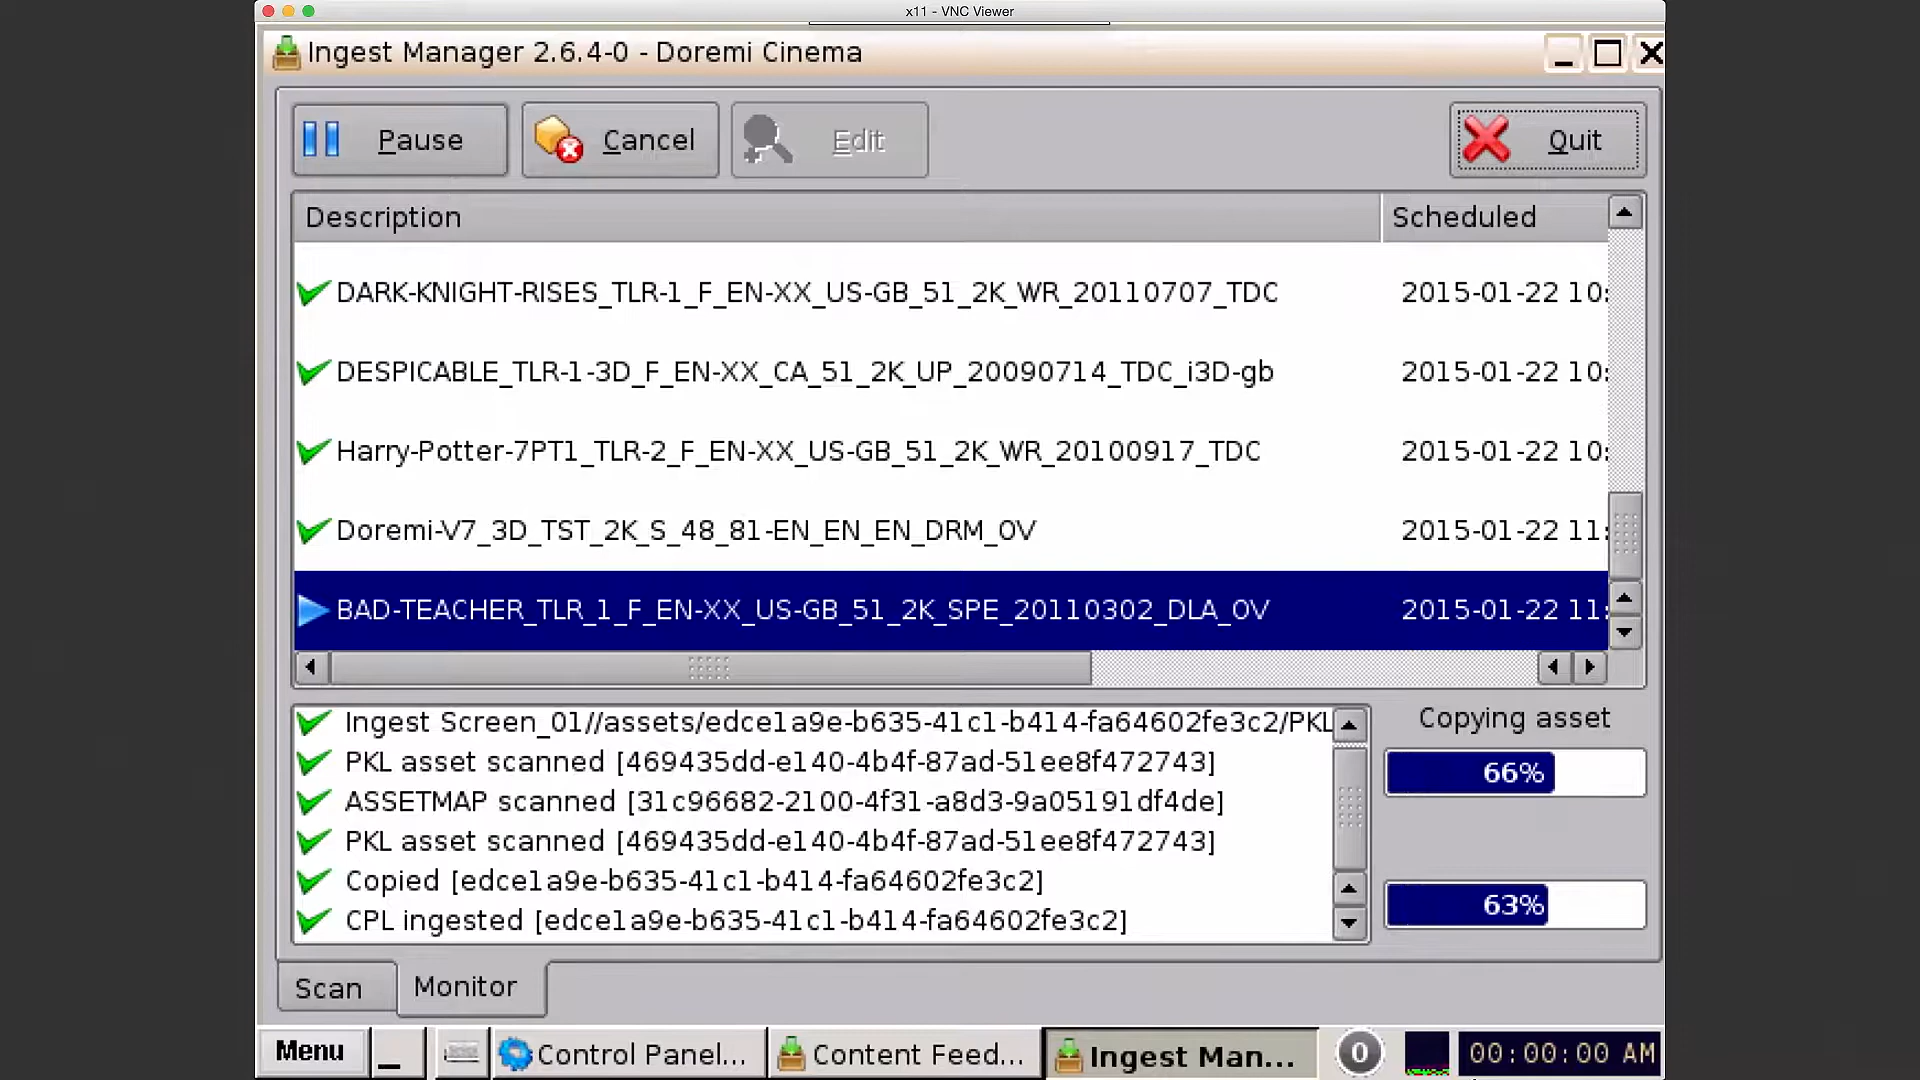 x11 - VNC Viewer
Ingest Manager 2.6.4-0 - Doremi Cinema
Pause Cancel Edit Quit
Description Scheduled
DARK-KNIGHT-RISES_TLR-1_F_EN-XX_US-GB_51_2K_WR_20110707_TDC 2015-01-22 10:
DESPICABLE_TLR-1-3D_F_EN-XX_CA_51_2K_UP_20090714_TDC_i3D-gb 2015-01-22 10:
Harry-Potter-7PT1_TLR-2_F_EN-XX_US-GB_51_2K_WR_20100917_TDC 2015-01-22 10:
Doremi-V7_3D_TST_2K_S_48_81-EN_EN_EN_DRM_OV 2015-01-22 11:
BAD-TEACHER_TLR_1_F_EN-XX_US-GB_51_2K_SPE_20110302_DLA_OV 2015-01-22 11:
Ingest Screen_01//assets/edce1a9e-b635-41c1-b414-fa64602fe3c2/PKL
PKL asset scanned [469435dd-e140-4b4f-87ad-51ee8f472743]
ASSETMAP scanned [31c96682-2100-4f31-a8d3-9a05191df4de]
PKL asset scanned [469435dd-e140-4b4f-87ad-51ee8f472743]
Copied [edce1a9e-b635-41c1-b414-fa64602fe3c2]
CPL ingested [edce1a9e-b635-41c1-b414-fa64602fe3c2]
Copying asset
66%
63%
Scan Monitor
Menu Control Panel... Content Feed... Ingest Man... 0 00:00:00 AM